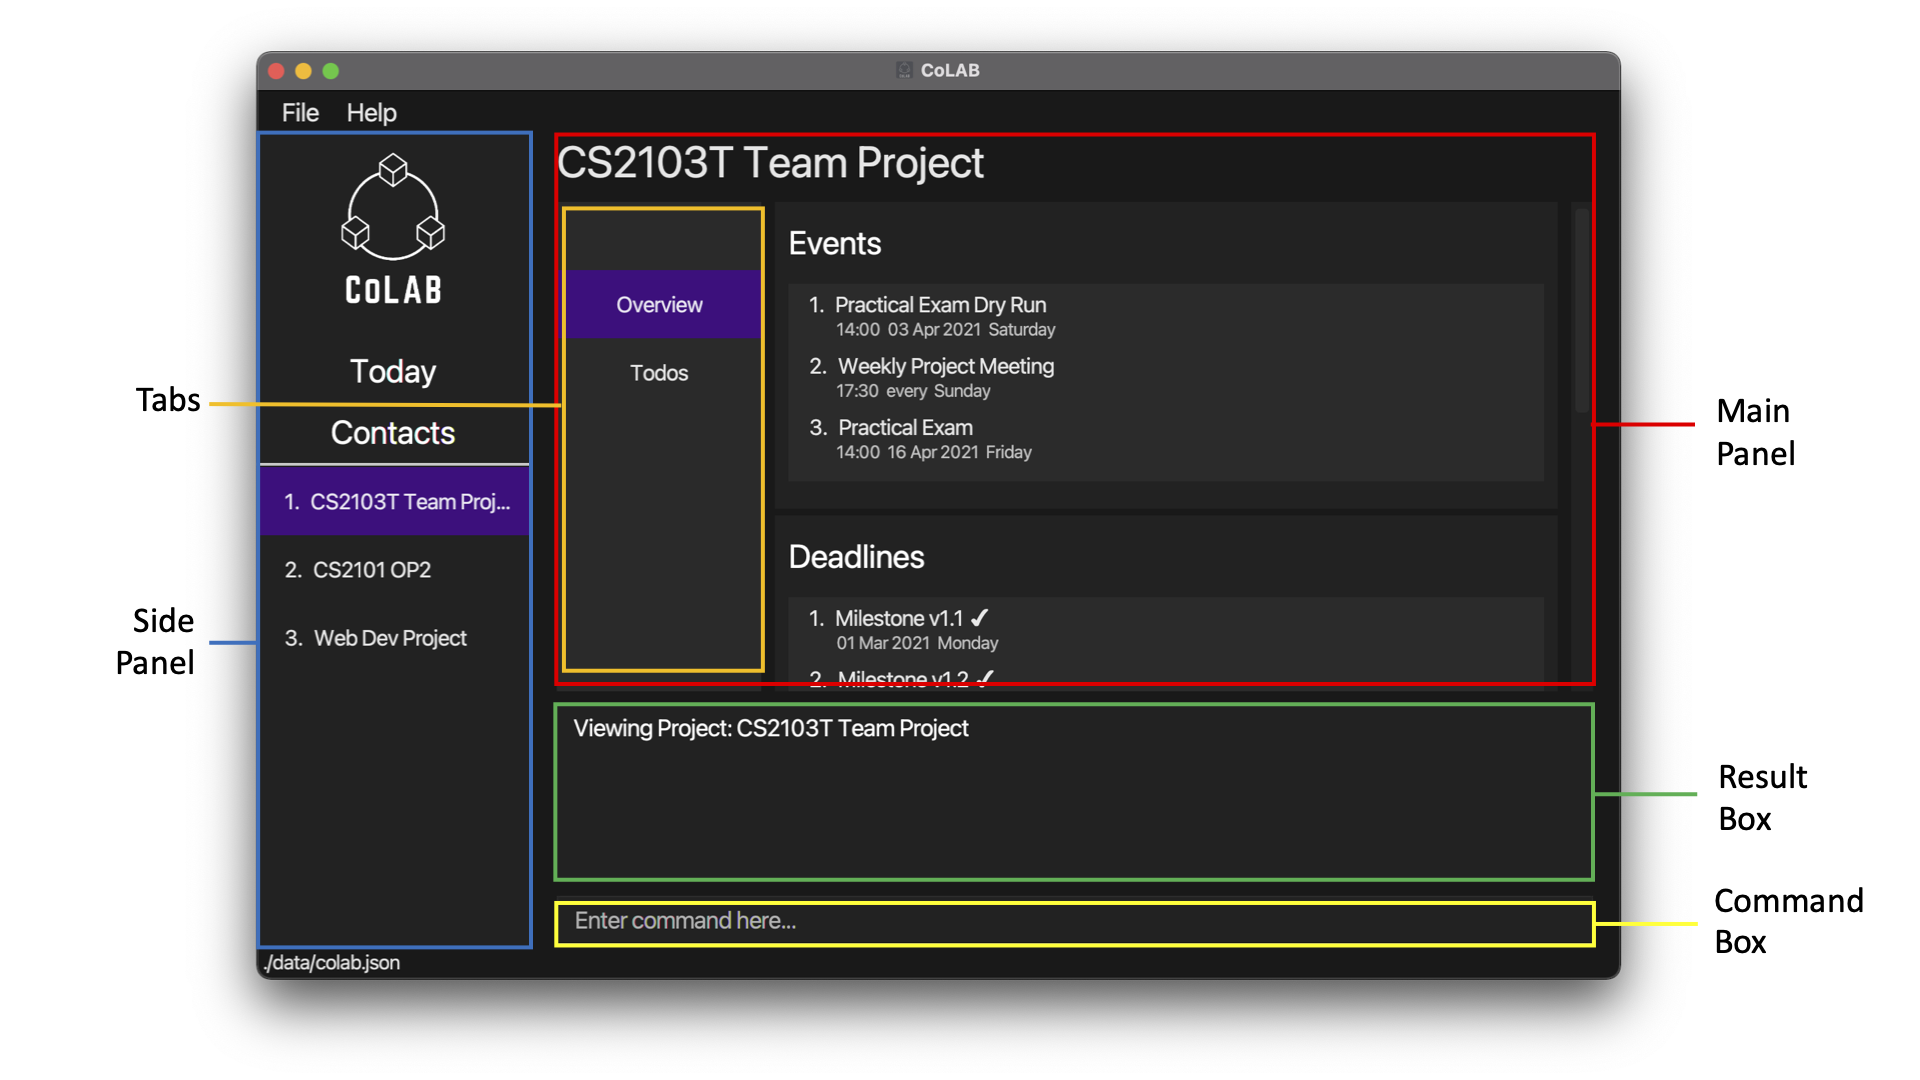 CoLAB
File Help
CoLAB
Today
Contacts
1. CS2103T Team Proj...
2. CS2101 OP2
3. Web Dev Project
./data/colab.json
CS2103T Team Project
Overview
Todos
Events
1. Practical Exam Dry Run
14:00 03 Apr 2021 Saturday
2. Weekly Project Meeting
17:30 every Sunday
3. Practical Exam
14:00 16 Apr 2021 Friday
Deadlines
1. Milestone v1.1 ✓
01 Mar 2021 Monday
2. Milestone v1.2 ✓
Viewing Project: CS2103T Team Project
Enter command here...
Tabs
Side
Panel
Main
Panel
Result
Box
Command
Box